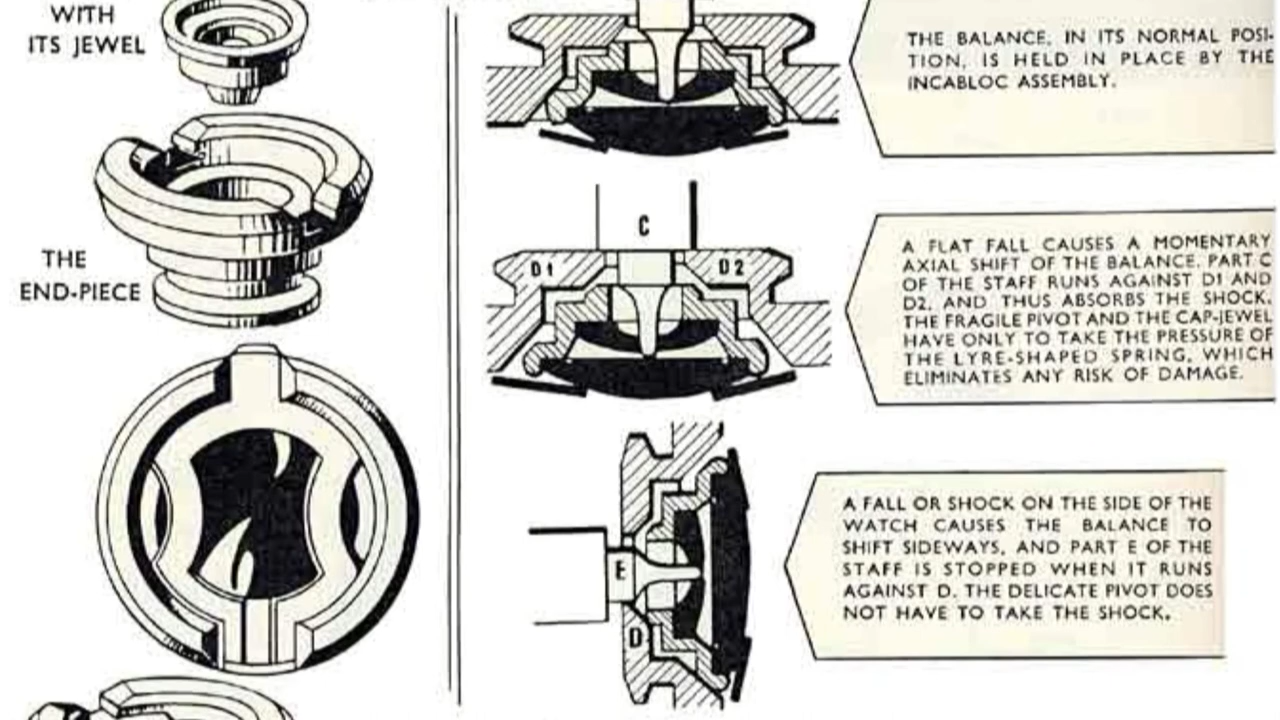 WITH
ITS JEWEL
THE
END-PIECE
THE BALANCE, IN ITS NORMAL POSI-
TION, IS HELD IN PLACE BY THE
INCABLOC ASSEMBLY.
C
D1
D2
A FLAT FALL CAUSES A MOMENTARY
AXIAL SHIFT OF THE BALANCE. PART C
OF THE STAFF RUNS AGAINST D1 AND
D2, AND THUS ABSORBS THE SHOCK.
THE FRAGILE PIVOT AND THE CAP-JEWEL
HAVE ONLY TO TAKE THE PRESSURE OF
THE LYRE-SHAPED SPRING, WHICH
ELIMINATES ANY RISK OF DAMAGE.
E
D
A FALL OR SHOCK ON THE SIDE OF THE
WATCH CAUSES THE BALANCE TO
SHIFT SIDEWAYS, AND PART E OF THE
STAFF IS STOPPED WHEN IT RUNS
AGAINST D. THE DELICATE PIVOT DOES
NOT HAVE TO TAKE THE SHOCK.